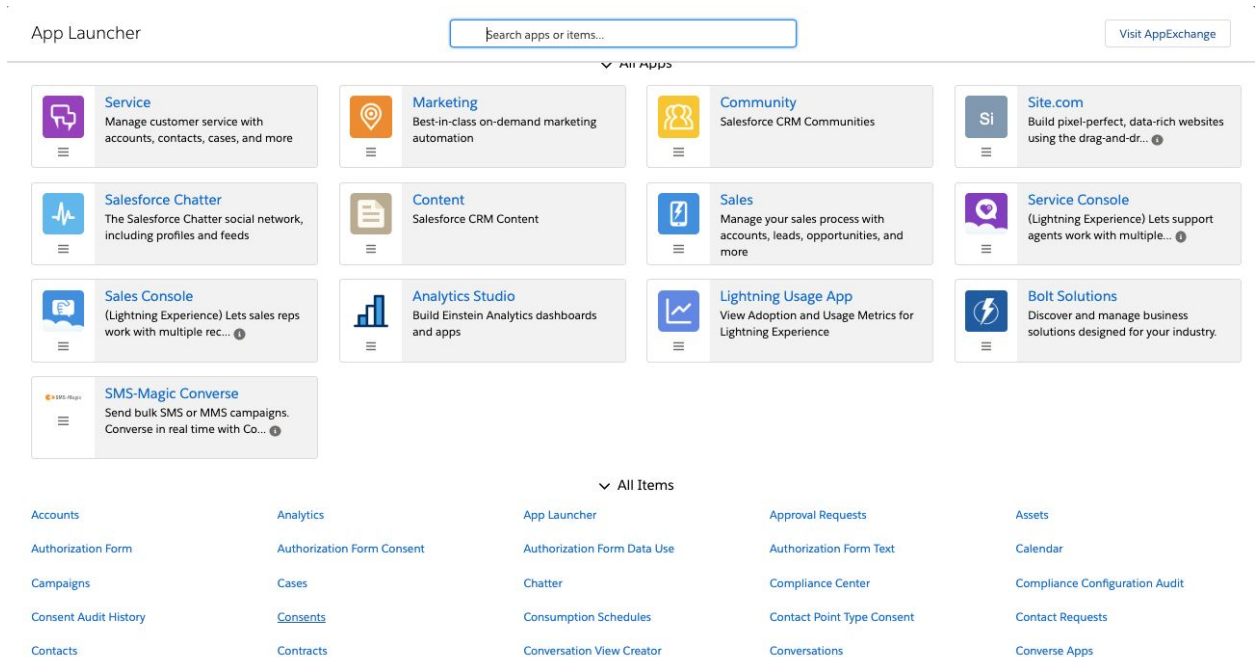 App Launcher
Search apps or items...
Visit AppExchange
All Apps
Service
Manage customer service with
accounts, contacts, cases, and more
Marketing
Best-in-class on-demand marketing
automation
Community
Salesforce CRM Communities
Si
Site.com
Build pixel-perfect, data-rich websites
using the drag-and-dr...
Salesforce Chatter
The Salesforce Chatter social network,
including profiles and feeds
Content
Salesforce CRM Content
Sales
Manage your sales process with
accounts, leads, opportunities, and
more
Service Console
(Lightning Experience) Lets support
agents work with multiple...
Sales Console
(Lightning Experience) Lets sales reps
work with multiple rec...
Analytics Studio
Build Einstein Analytics dashboards
and apps
Lightning Usage App
View Adoption and Usage Metrics for
Lightning Experience
Bolt Solutions
Discover and manage business
solutions designed for your industry.
SMS-Magic
SMS-Magic Converse
Send bulk SMS or MMS campaigns.
Converse in real time with Co...
All Items
Accounts Analytics App Launcher Approval Requests Assets
Authorization Form Authorization Form Consent Authorization Form Data Use Authorization Form Text Calendar
Campaigns Cases Chatter Compliance Center Compliance Configuration Audit
Consent Audit History Consents Consumption Schedules Contact Point Type Consent Contact Requests
Contacts Contracts Conversation View Creator Conversations Converse Apps